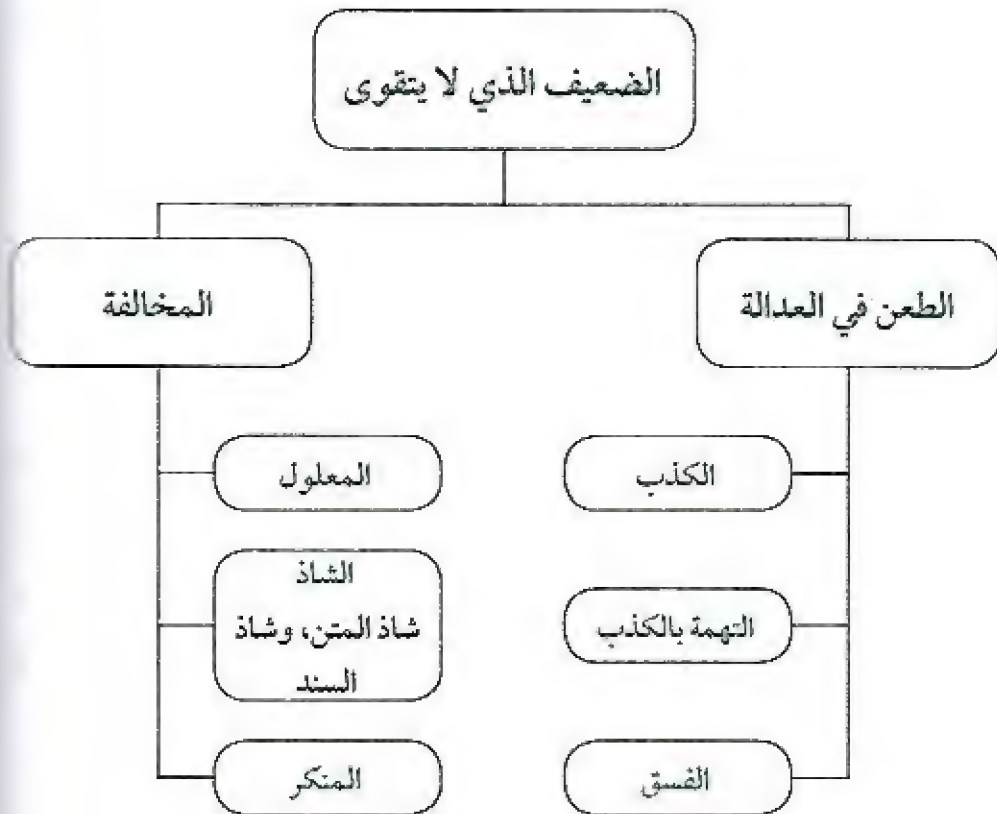 الضعيف الذي لا يتقوى
الطعن في العدالة
الكذب
التهمة بالكذب
الفسق
المخالفة
المعلول
الشاذ
شاذ المتن، وشاذ
السند
المنكر